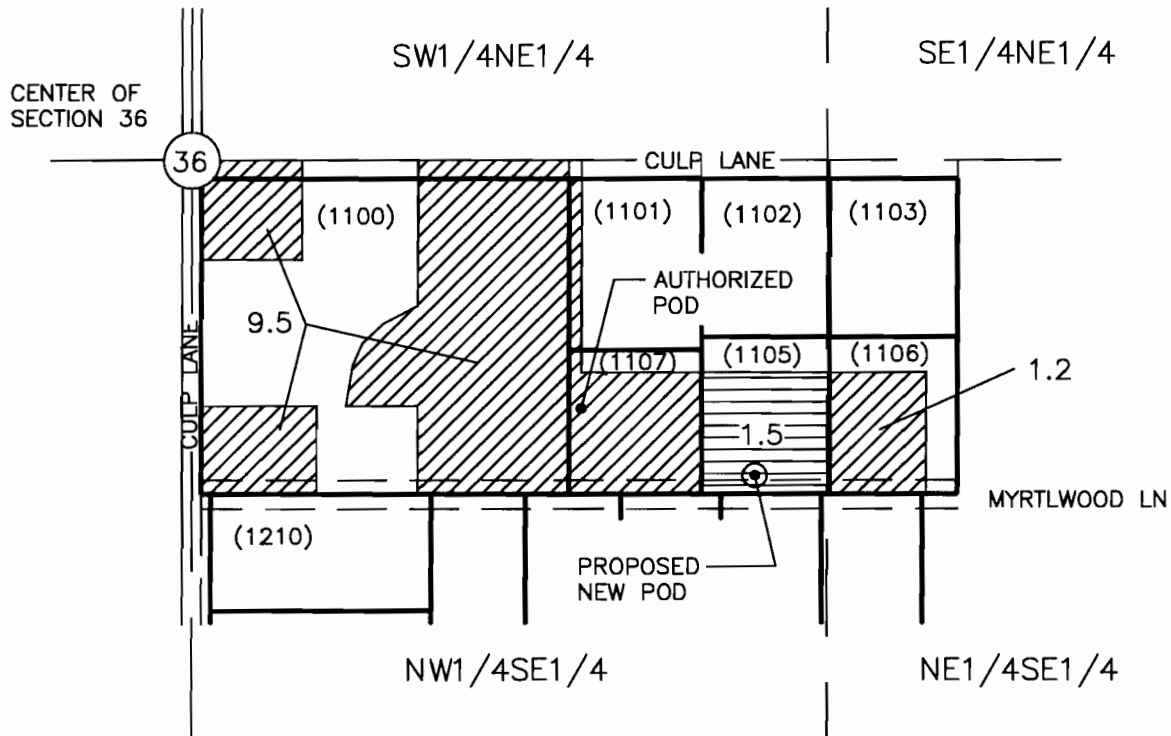 SW1/4NE1/4
SE1/4NE1/4
CENTER OF
SECTION 36
36
CULP LANE
(1100)
(1101)
(1102)
(1103)
AUTHORIZED
POD
9.5
CULP LANE
(1107)
(1105)
(1106)
1.2
1.5
MYRTLWOOD LN
(1210)
PROPOSED
NEW POD
NW1/4SE1/4
NE1/4SE1/4